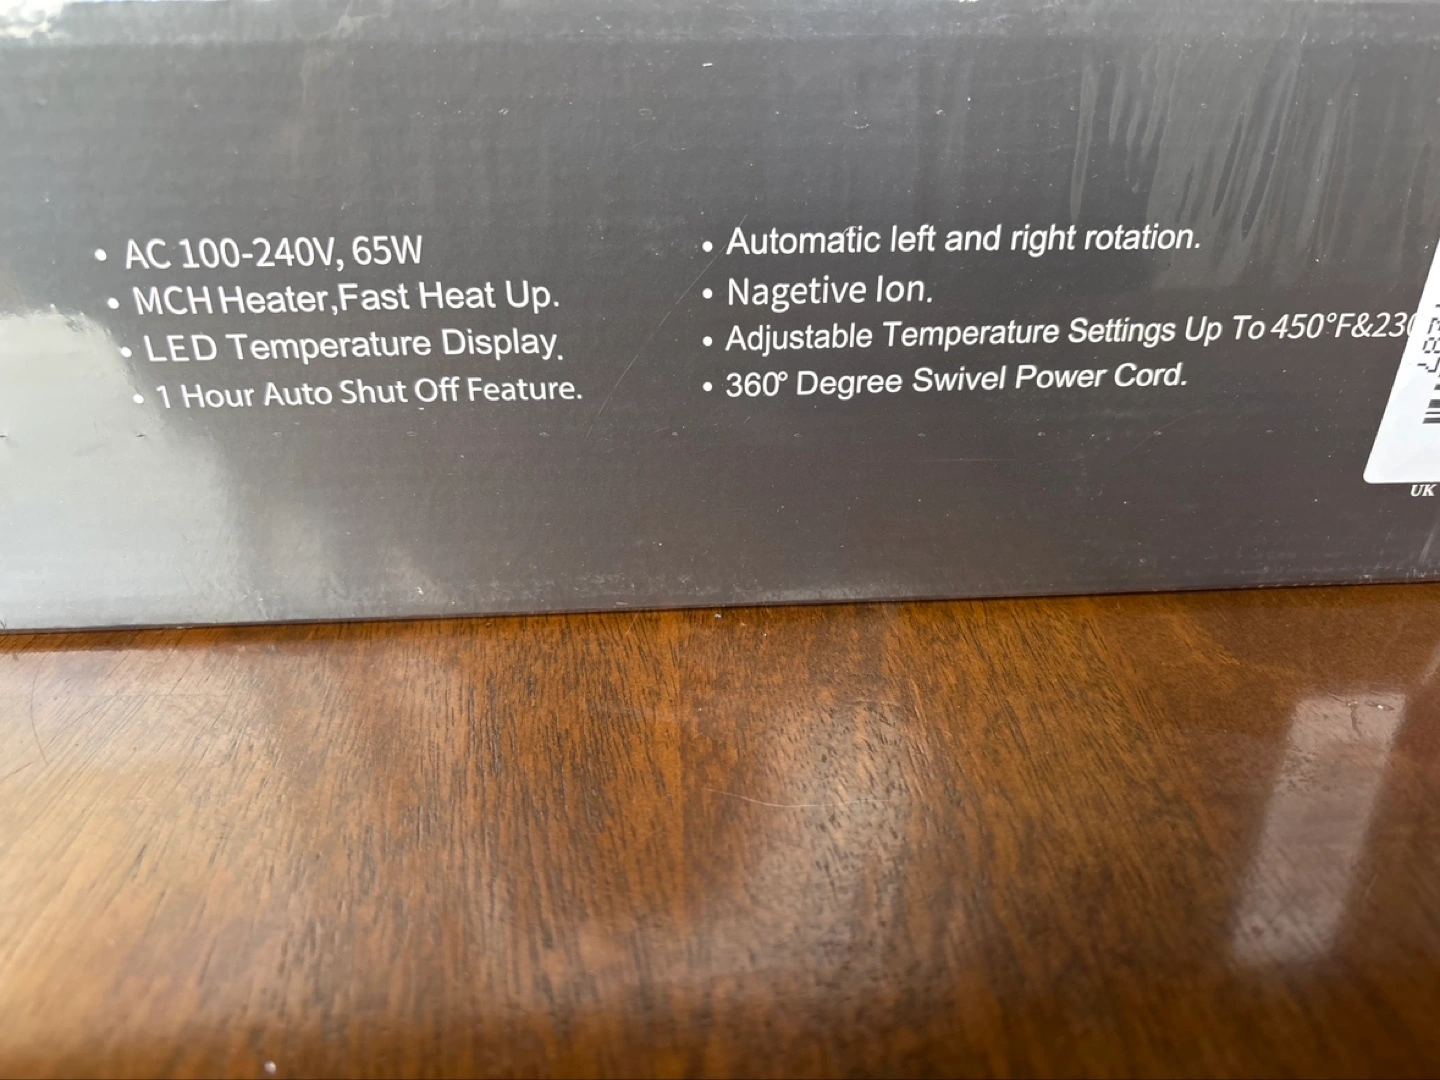 • AC 100-240V, 65W
• MCH Heater,Fast Heat Up.
• LED Temperature Display.
• 1 Hour Auto Shut Off Feature.
• Automatic left and right rotation.
• Nagetive Ion.
• Adjustable Temperature Settings Up To 450°F&230
• 360° Degree Swivel Power Cord.
UK